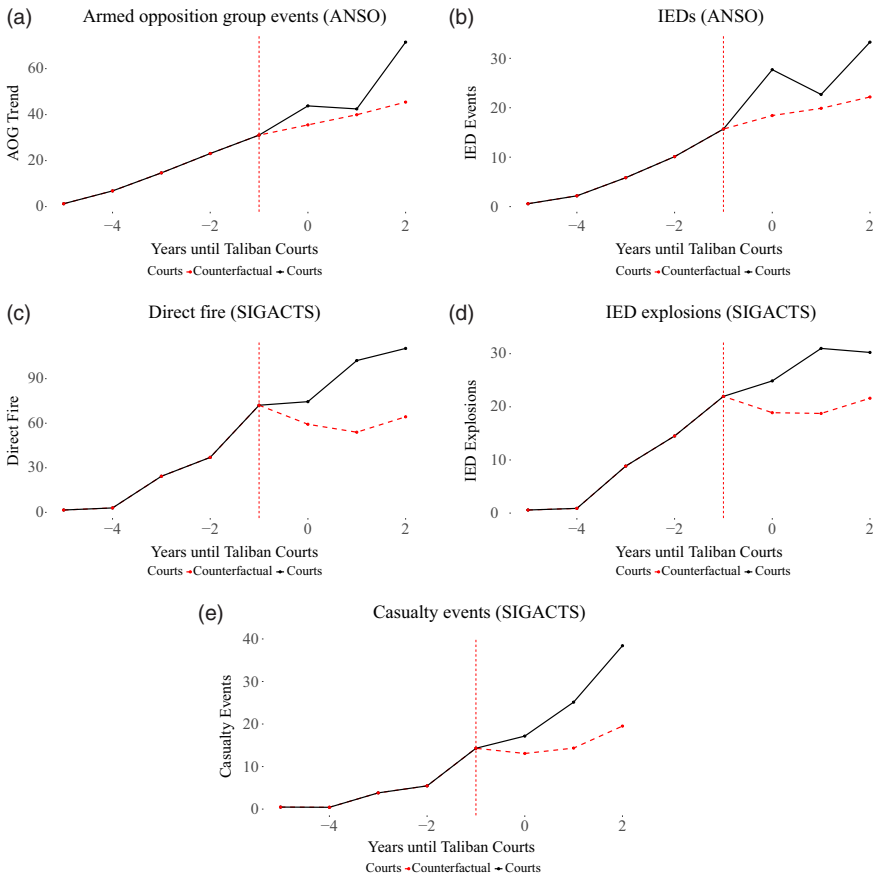 (a)
Armed opposition group events (ANSO)
AOG Trend
60
40
20
0
−4
−2
0
2
Years until Taliban Courts
Courts Counterfactual Courts
(b)
IEDs (ANSO)
IED Events
30
20
10
0
−4
−2
0
2
Years until Taliban Courts
Courts Counterfactual Courts
(c)
Direct fire (SIGACTS)
Direct Fire
90
60
30
0
−4
−2
0
2
Years until Taliban Courts
Courts Counterfactual Courts
(d)
IED explosions (SIGACTS)
IED Explosions
30
20
10
0
−4
−2
0
2
Years until Taliban Courts
Courts Counterfactual Courts
(e)
Casualty events (SIGACTS)
Casualty Events
40
30
20
10
0
−4
−2
0
2
Years until Taliban Courts
Courts Counterfactual Courts